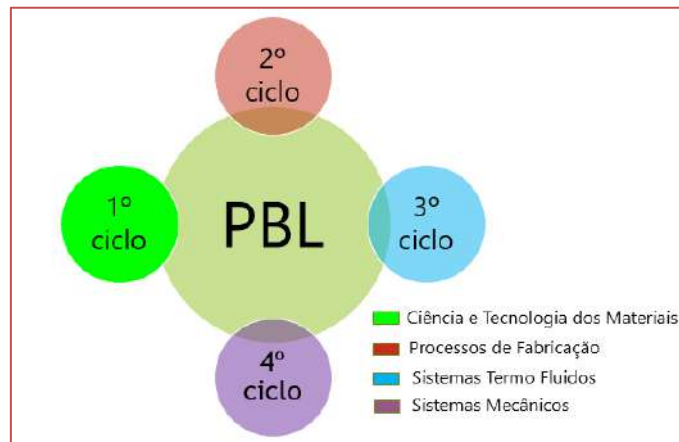 2º
ciclo
1º
ciclo
PBL
3º
ciclo
4º
ciclo
Ciência e Tecnologia dos Materiais
Processos de Fabricação
Sistemas Termo Fluidos
Sistemas Mecânicos